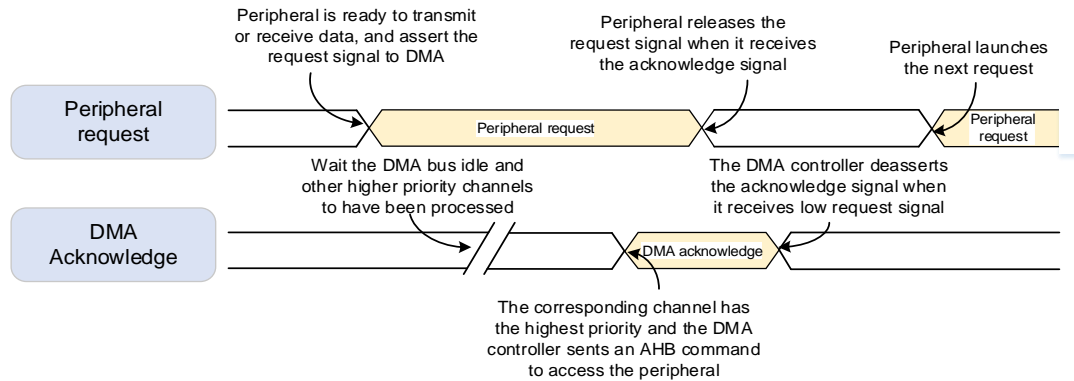 Peripheral is ready to transmit
or receive data, and assert the
request signal to DMA
Peripheral releases the
request signal when it receives
the acknowledge signal
Peripheral launches
the next request
Peripheral
request
Peripheral request
Peripheral
request
Wait the DMA bus idle and
other higher priority channels
to have been processed
The DMA controller deasserts
the acknowledge signal when
it receives low request signal
DMA
Acknowledge
DMA acknowledge
The corresponding channel has
the highest priority and the DMA
controller sents an AHB command
to access the peripheral